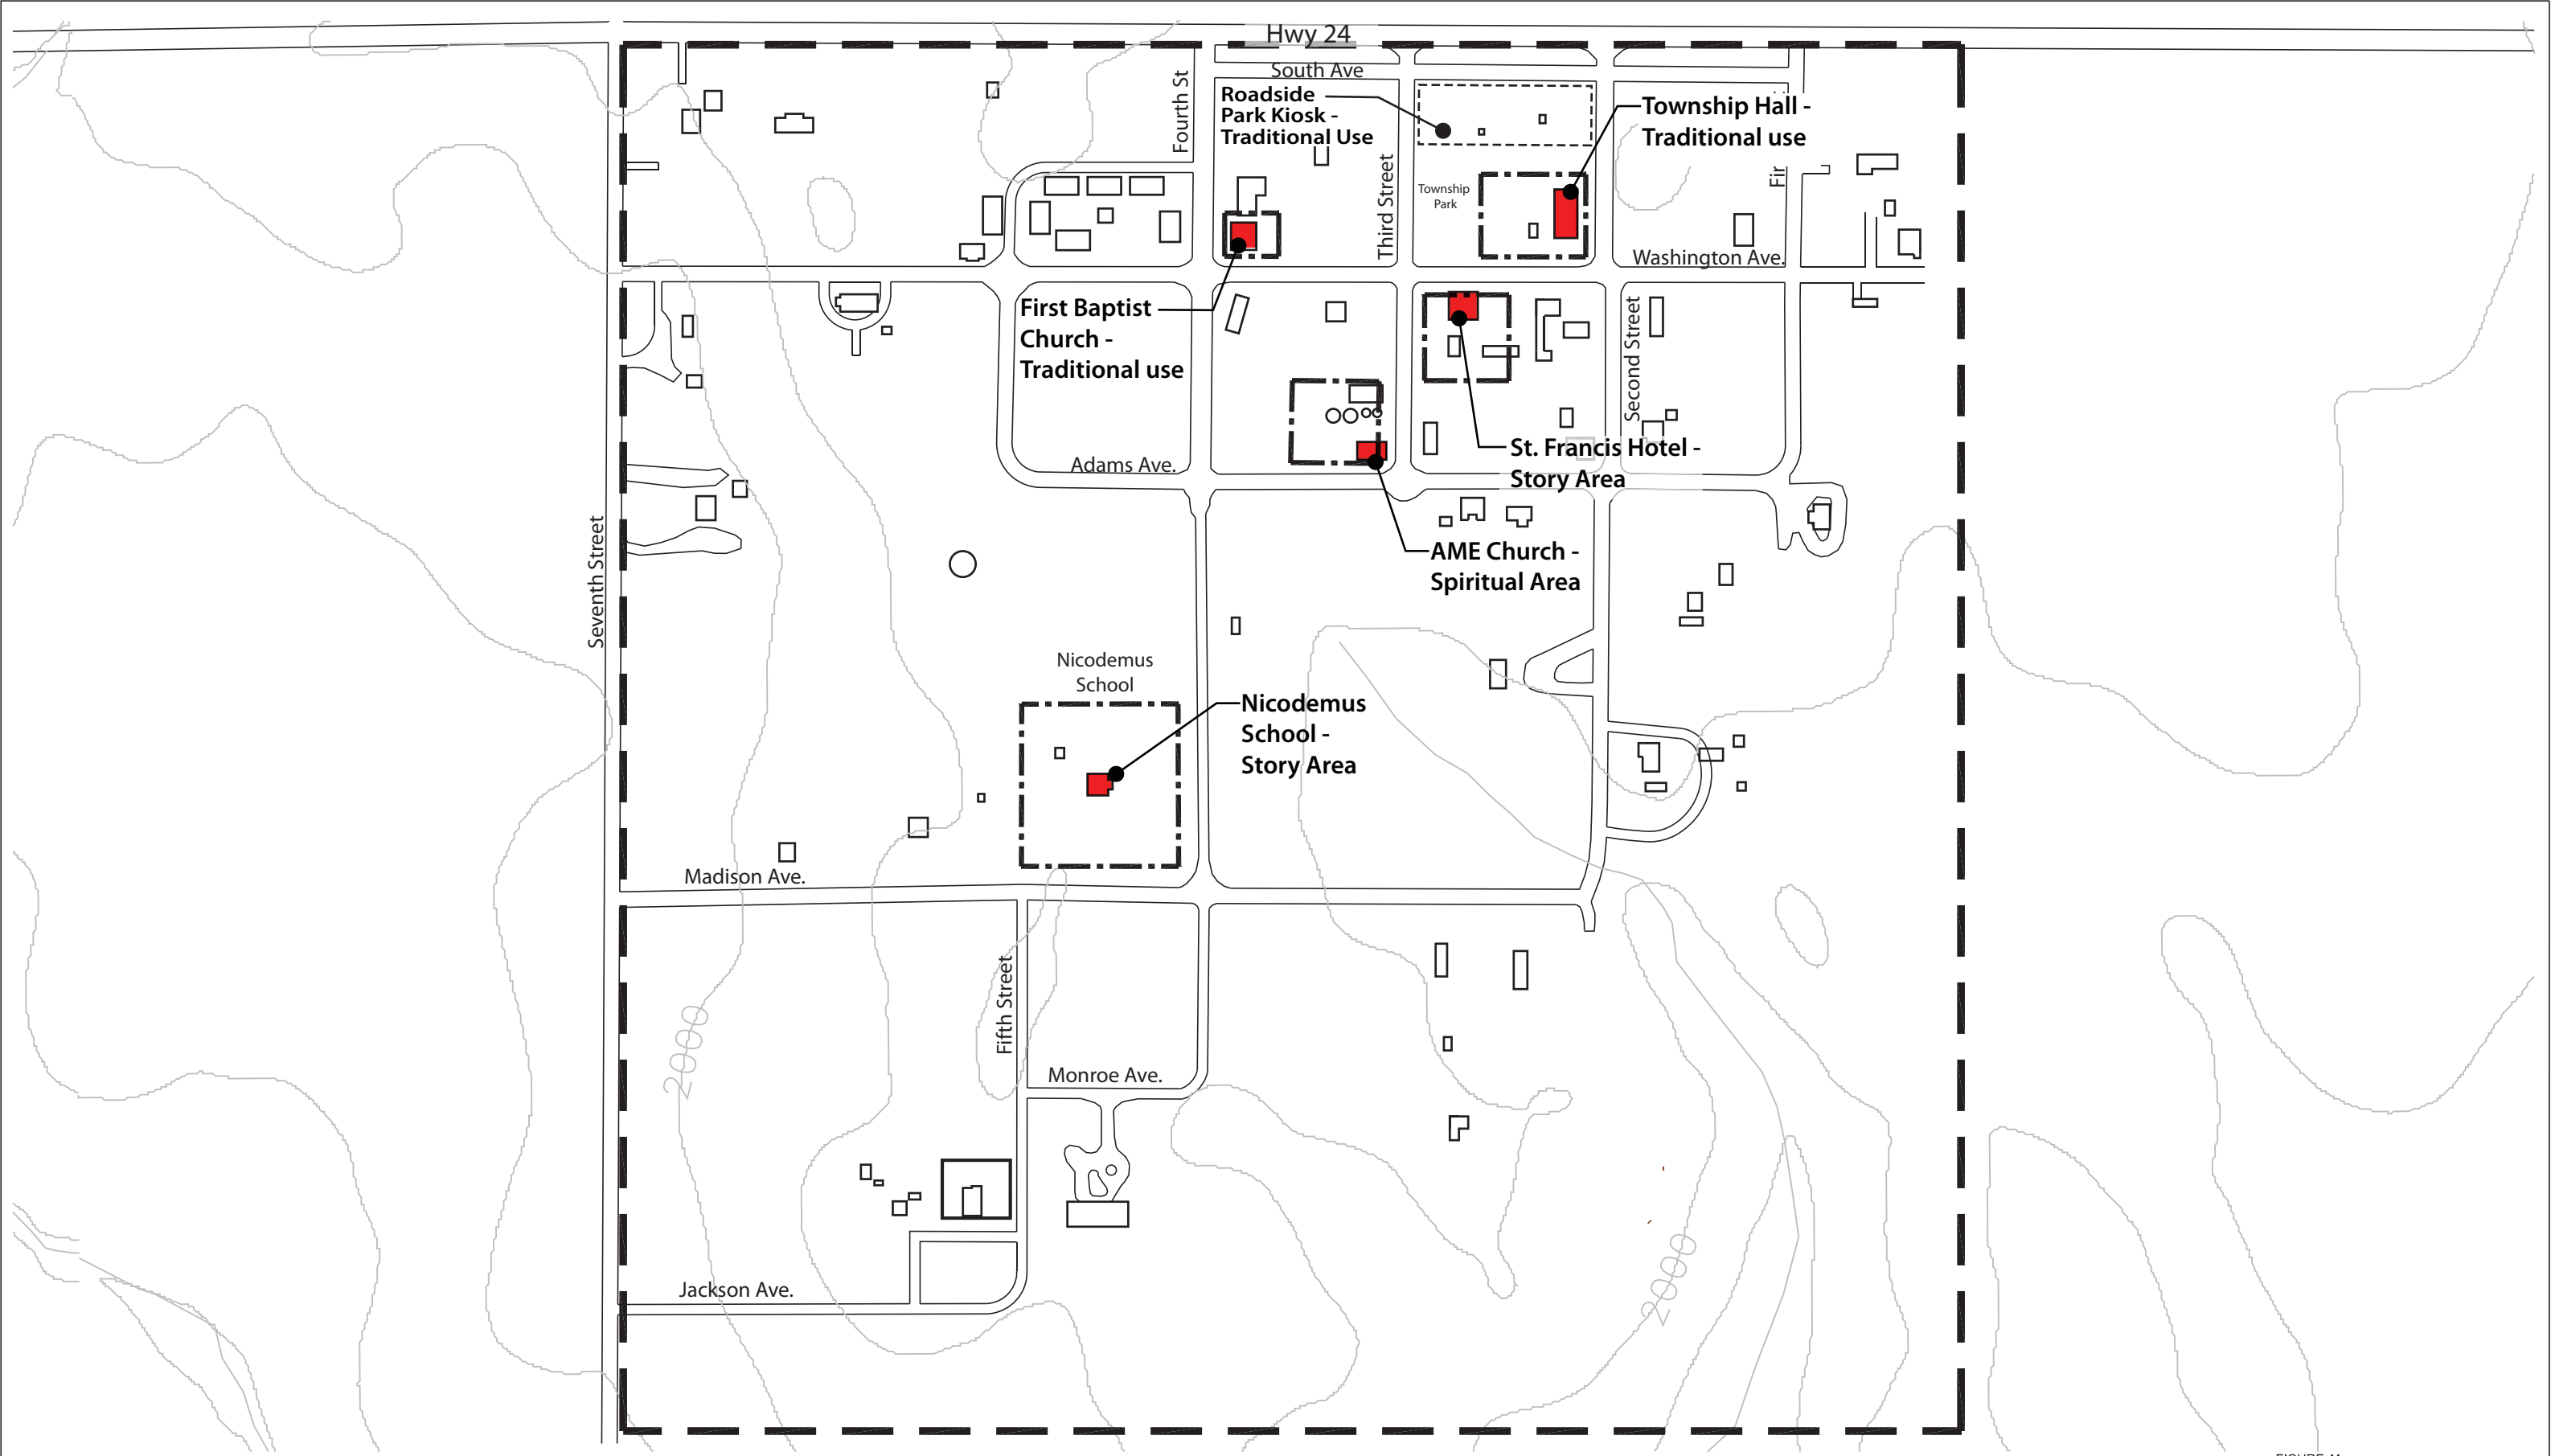 Hwy 24
South Ave
Fourth St
Roadside
Park Kiosk -
Traditional Use
Third Street
Township
Park
Township Hall -
Traditional use
Washington Ave.
First Baptist
Church -
Traditional use
Second Street
St. Francis Hotel -
Story Area
Adams Ave.
AME Church -
Spiritual Area
Seventh Street
Nicodemus
School
Nicodemus
School -
Story Area
Madison Ave.
Fifth Street
2000
Monroe Ave.
2000
Jackson Ave.